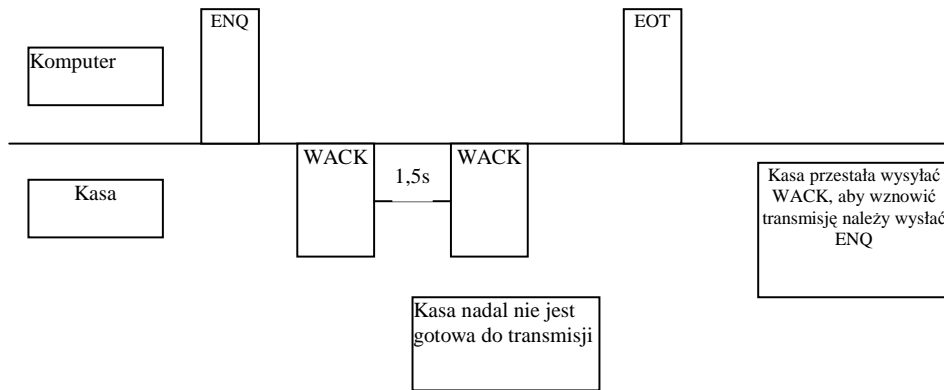 ENQ
EOT
Komputer
WACK
WACK
1,5s
Kasa
Kasa przestała wysyłać
WACK, aby wznowić
transmisję należy wysłać
ENQ
Kasa nadal nie jest
gotowa do transmisji